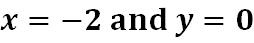 x = −2 and y = 0